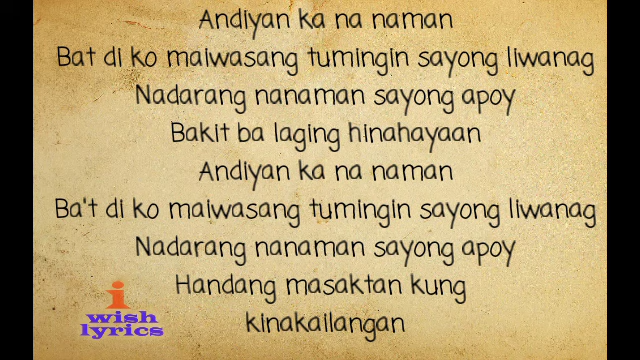 Andiyan ka na naman
Bat di ko maiwasang tumingin sayong liwanag
Nadarang nanaman sayong apoy
Bakit ba laging hinahayaan
Andiyan ka na naman
Ba't di ko maiwasang tumingin sayong liwanag
Nadarang nanaman sayong apoy
Handang masaktan kung
kinakailangan
i
wish
lyrics